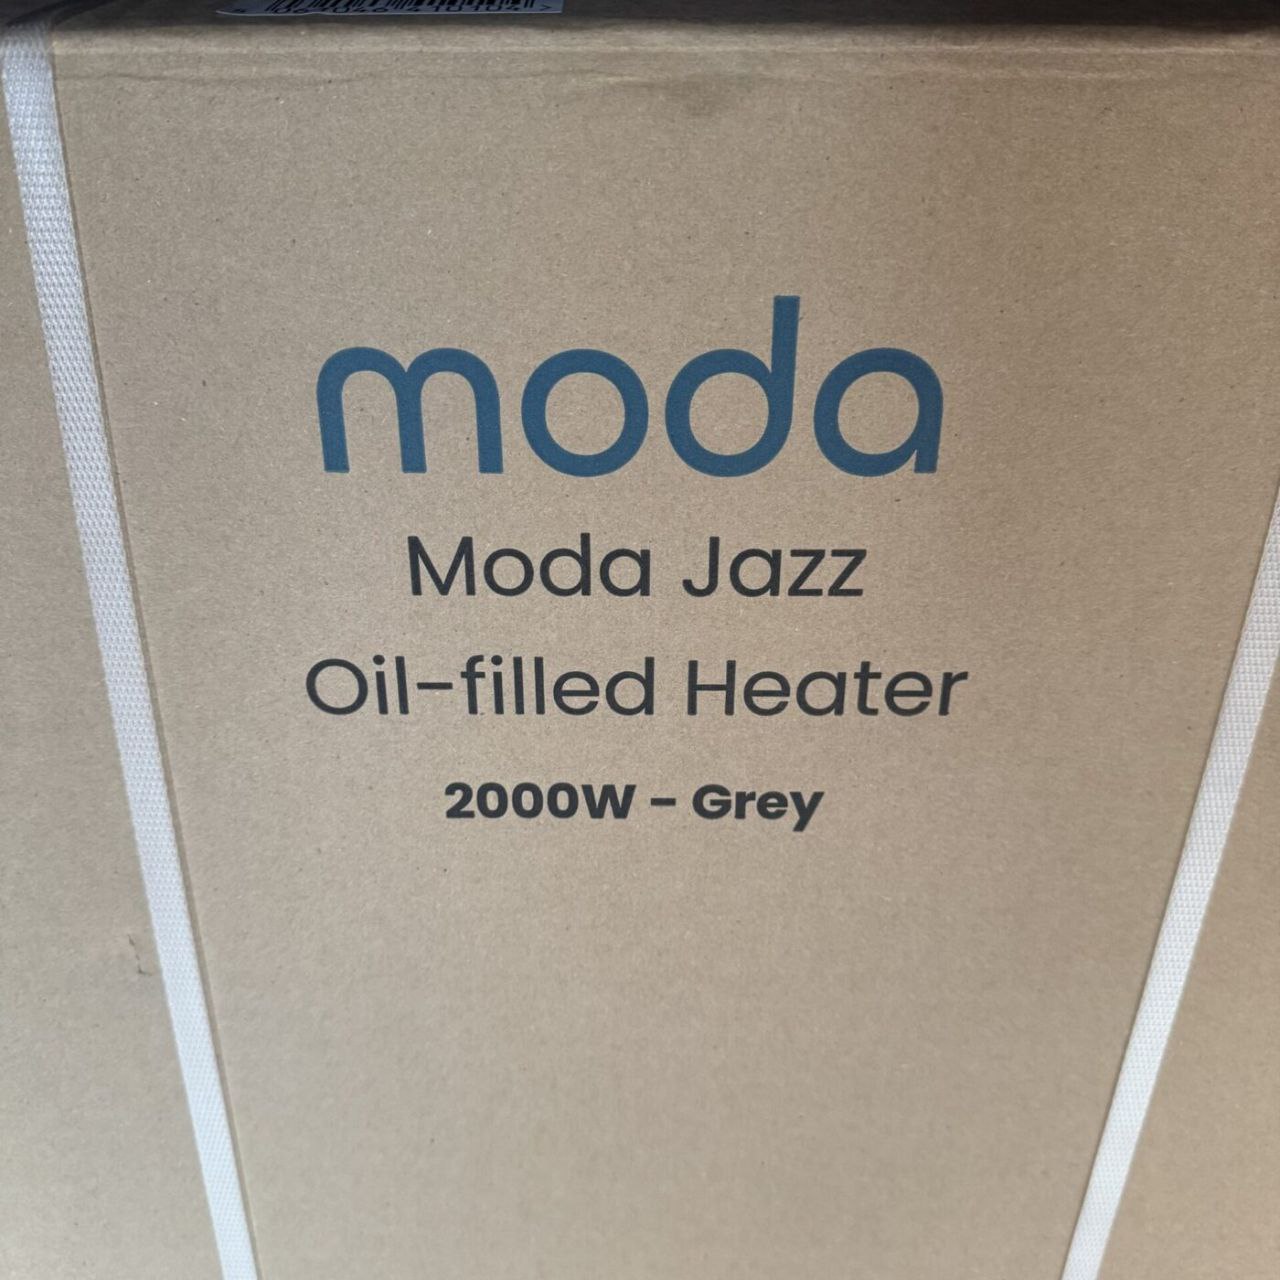 moda
Moda Jazz
Oil-filled Heater
2000W - Grey